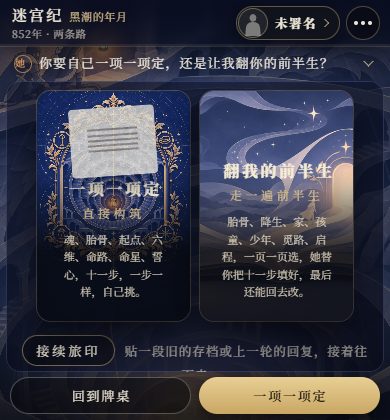 迷宫纪 黑潮的年月
852年 · 两条路
未署名
她 你要自己一项一项定，还是让我翻你的前半生？
一项一项定
直接构筑
魂、胎骨、起点、六
维、命路、命星、誓
心，十一步，一步一
样，自己挑。
翻我的前半生
走一遍前半生
胎骨、降生、家、孩
童、少年、觅路、启
程，一页一页选，她替
你把十一步填好，最后
还能回去改。
接续旅印 贴一段旧的存档或上一轮的回复，接着往
回到牌桌
一项一项定